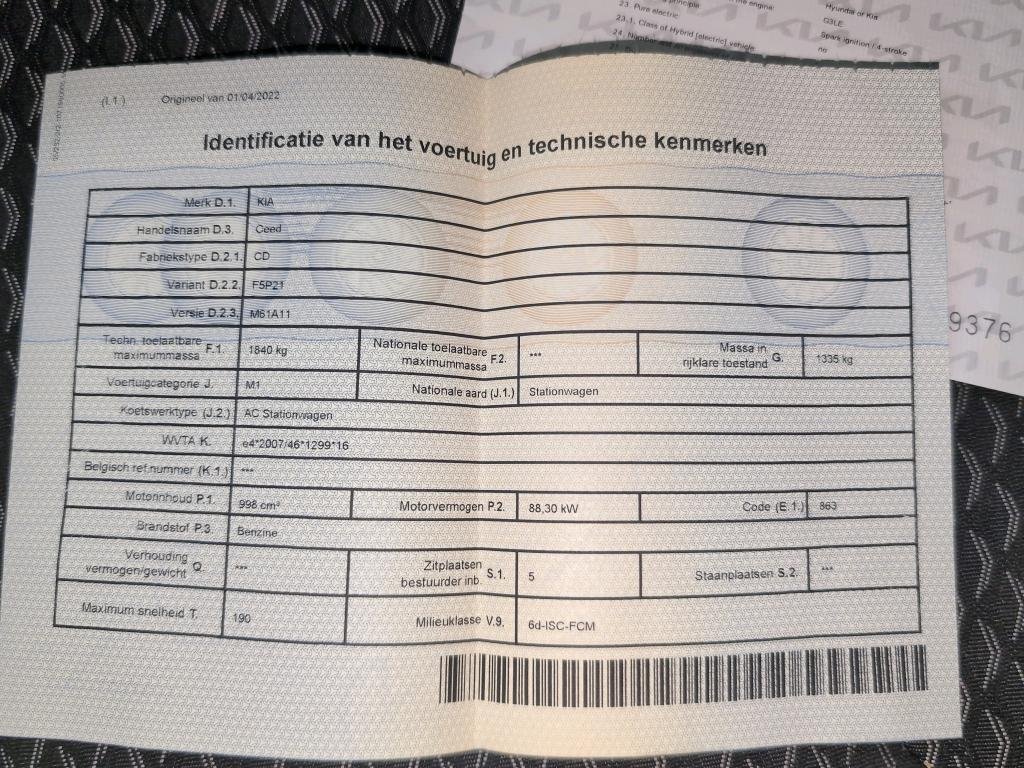 principle
the engine
Hyundai or Kia
23. Pure electric
G3LE
23.1. Class of Hybrid [electric] vehicle
Spark ignition / 4-stroke
24. Number
no
(I.1.) Origineel van 01/04/2022
Identificatie van het voertuig en technische kenmerken
Merk D.1. KIA
Handelsnaam D.3. Ceed
Fabriekstype D.2.1. CD
Variant D.2.2. F5P21
Versie D.2.3. M61A11
Techn. toelaatbare maximummassa F.1. 1840 kg Nationale toelaatbare maximummassa F.2. *** Massa in rijklare toestand G. 1335 kg
Voertuigcategorie J. M1 Nationale aard (J.1.) Stationwagen
Koetswerktype (J.2.) AC Stationwagen
WVTA K. e4*2007/46*1299*16
Belgisch ref.nummer (K.1.) ***
Motorinhoud P.1. 998 cm³ Motorvermogen P.2. 88,30 kW Code (E.1.) 863
Brandstof P.3. Benzine
Verhouding vermogen/gewicht Q. *** Zitplaatsen bestuurder inb. S.1. 5 Staanplaatsen S.2. ***
Maximum snelheid T. 190 Milieuklasse V.9. 6d-ISC-FCM
9376